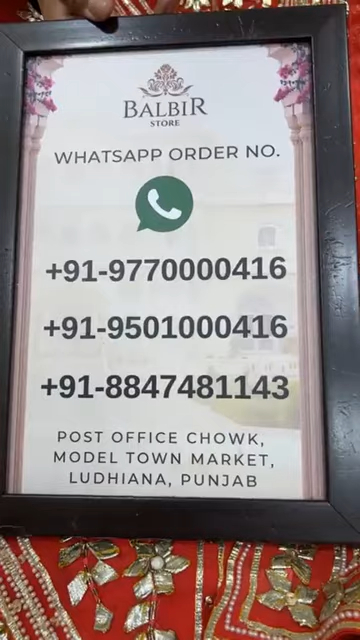 BALBIR
STORE
WHATSAPP ORDER NO.
+91-9770000416
+91-9501000416
+91-8847481143
POST OFFICE CHOWK,
MODEL TOWN MARKET,
LUDHIANA, PUNJAB